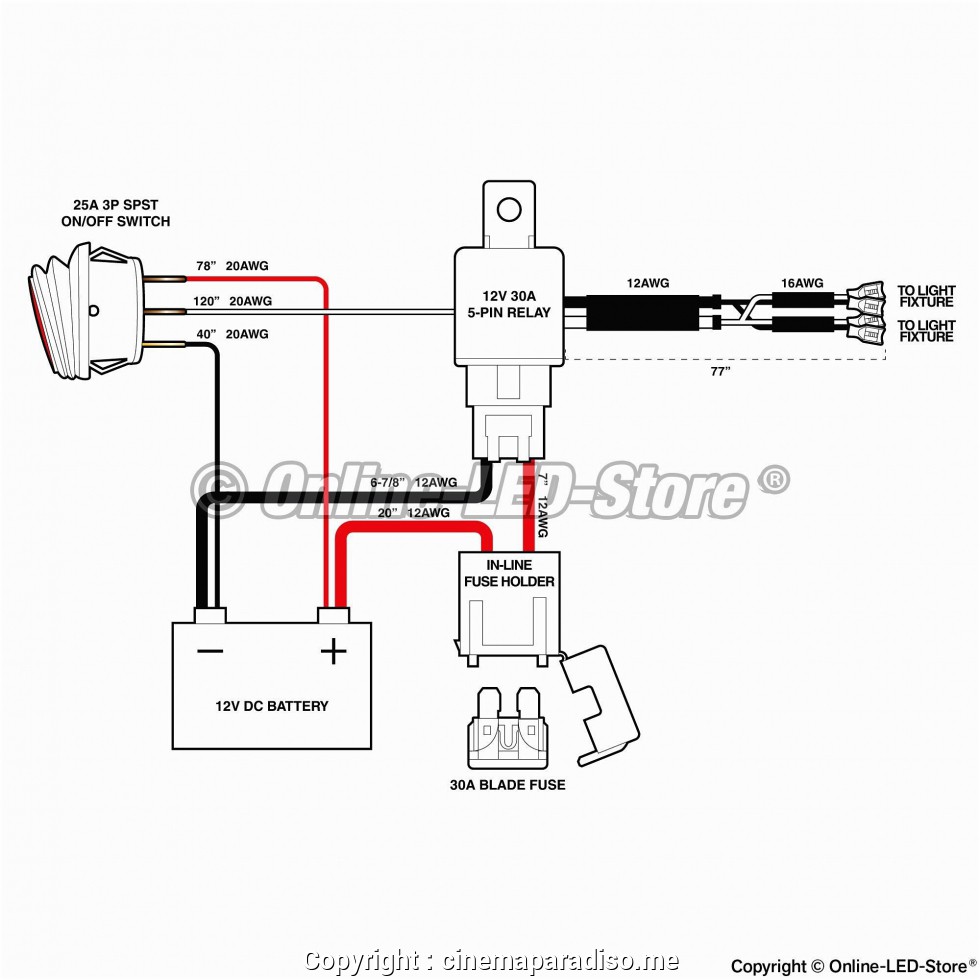 25A 3P SPST
ON/OFF SWITCH
78” 20AWG
120” 20AWG
40” 20AWG
12V 30A
5-PIN RELAY
12AWG
16AWG
TO LIGHT
FIXTURE
TO LIGHT
FIXTURE
77”
© Online-LED-Store®
6-7/8” 12AWG
20” 12AWG
7” 12AWG
IN-LINE
FUSE HOLDER
12V DC BATTERY
30A BLADE FUSE
Copyright : cinemaparadiso.me
Copyright © Online-LED-Store®